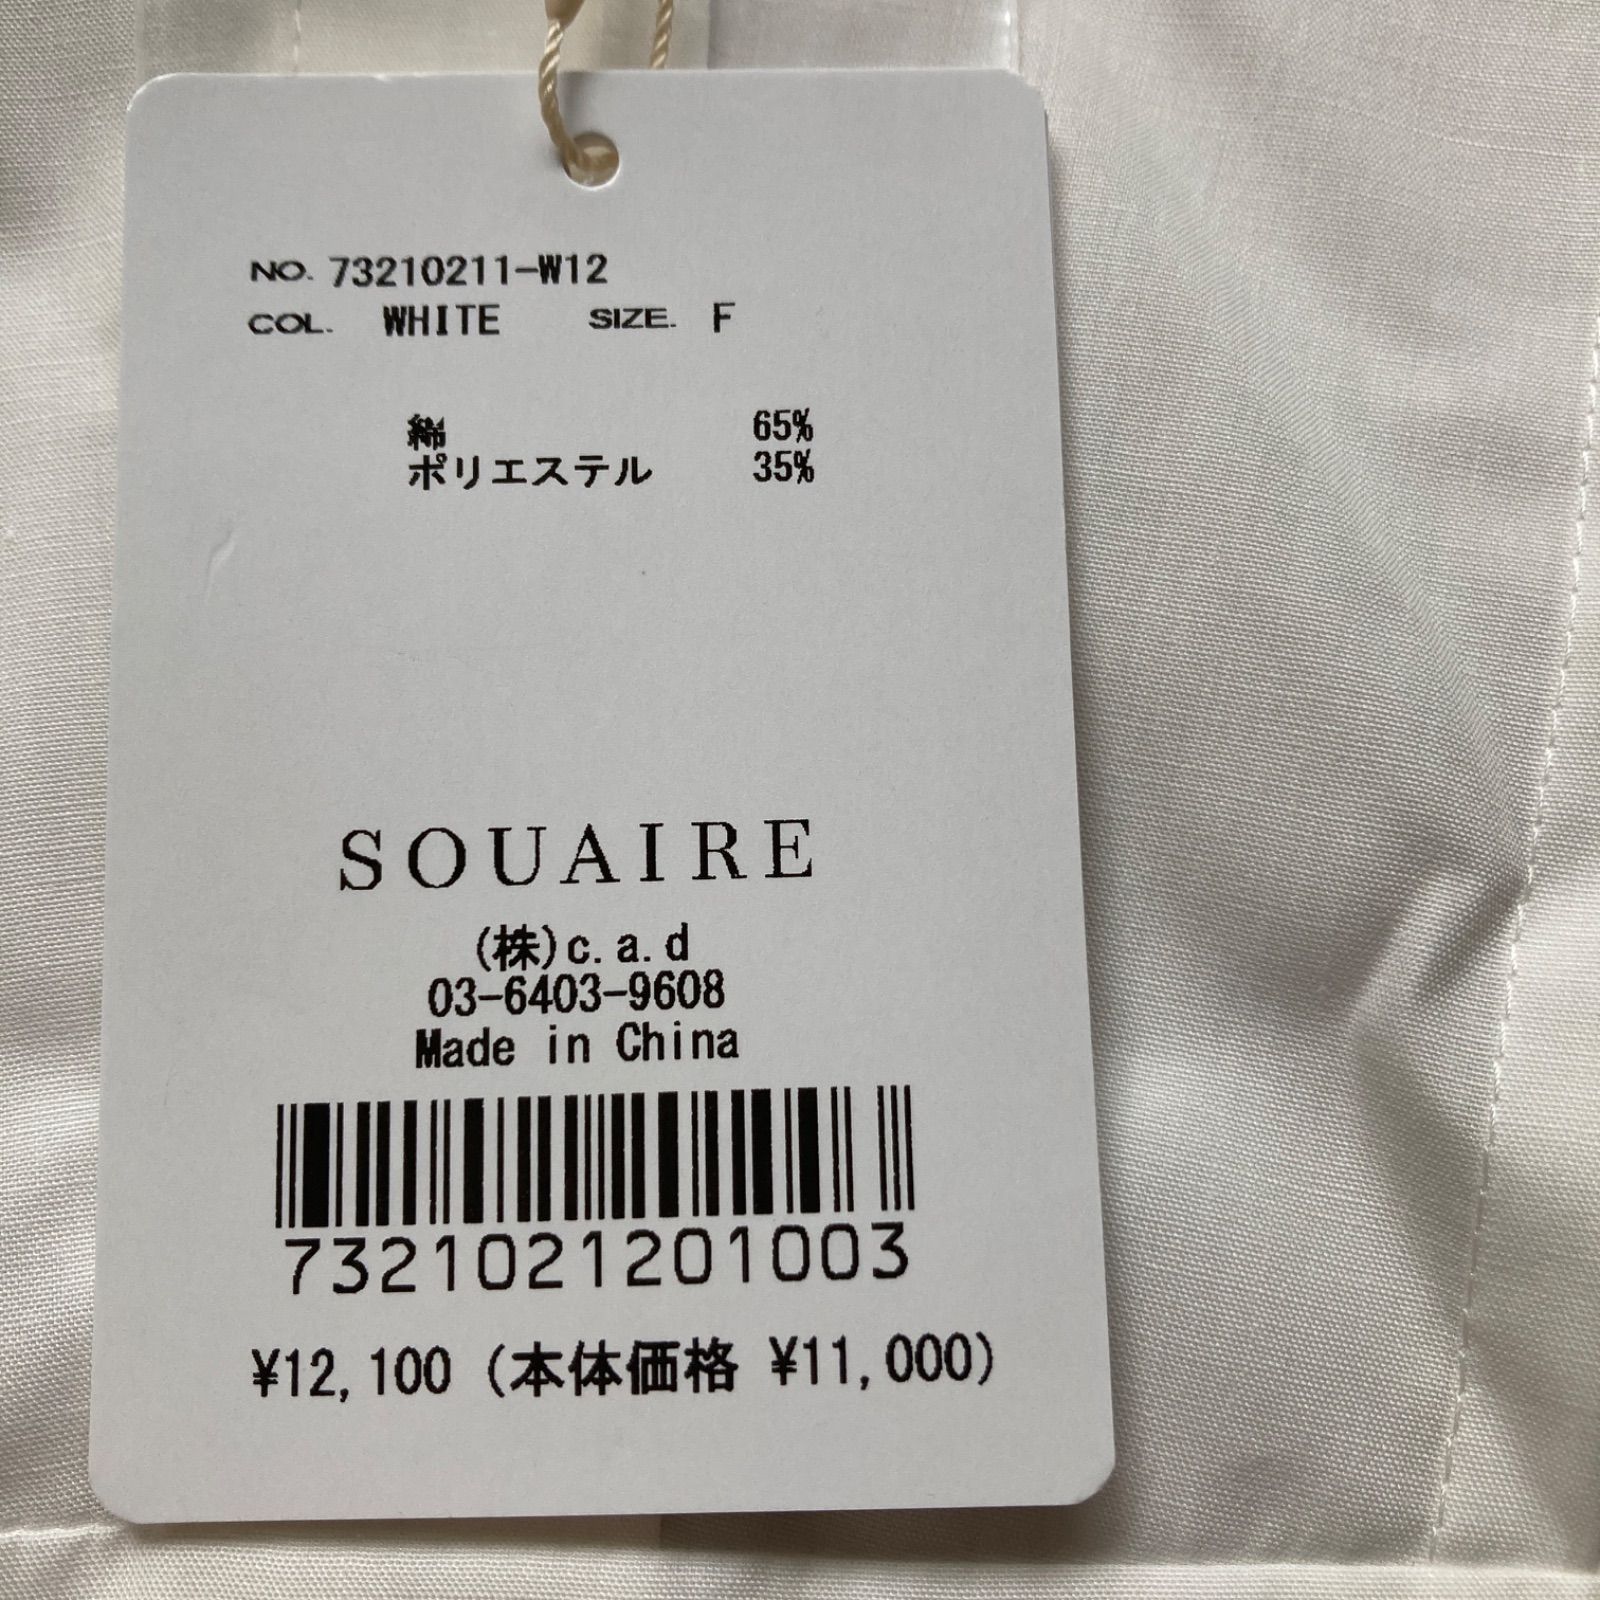 NO. 73210211-W12
COL. WHITE SIZE. F
綿 65%
ポリエステル 35%
SOUAIRE
(株)c.a.d
03-6403-9608
Made in China
7321021201003
¥12,100 (本体価格 ¥11,000)